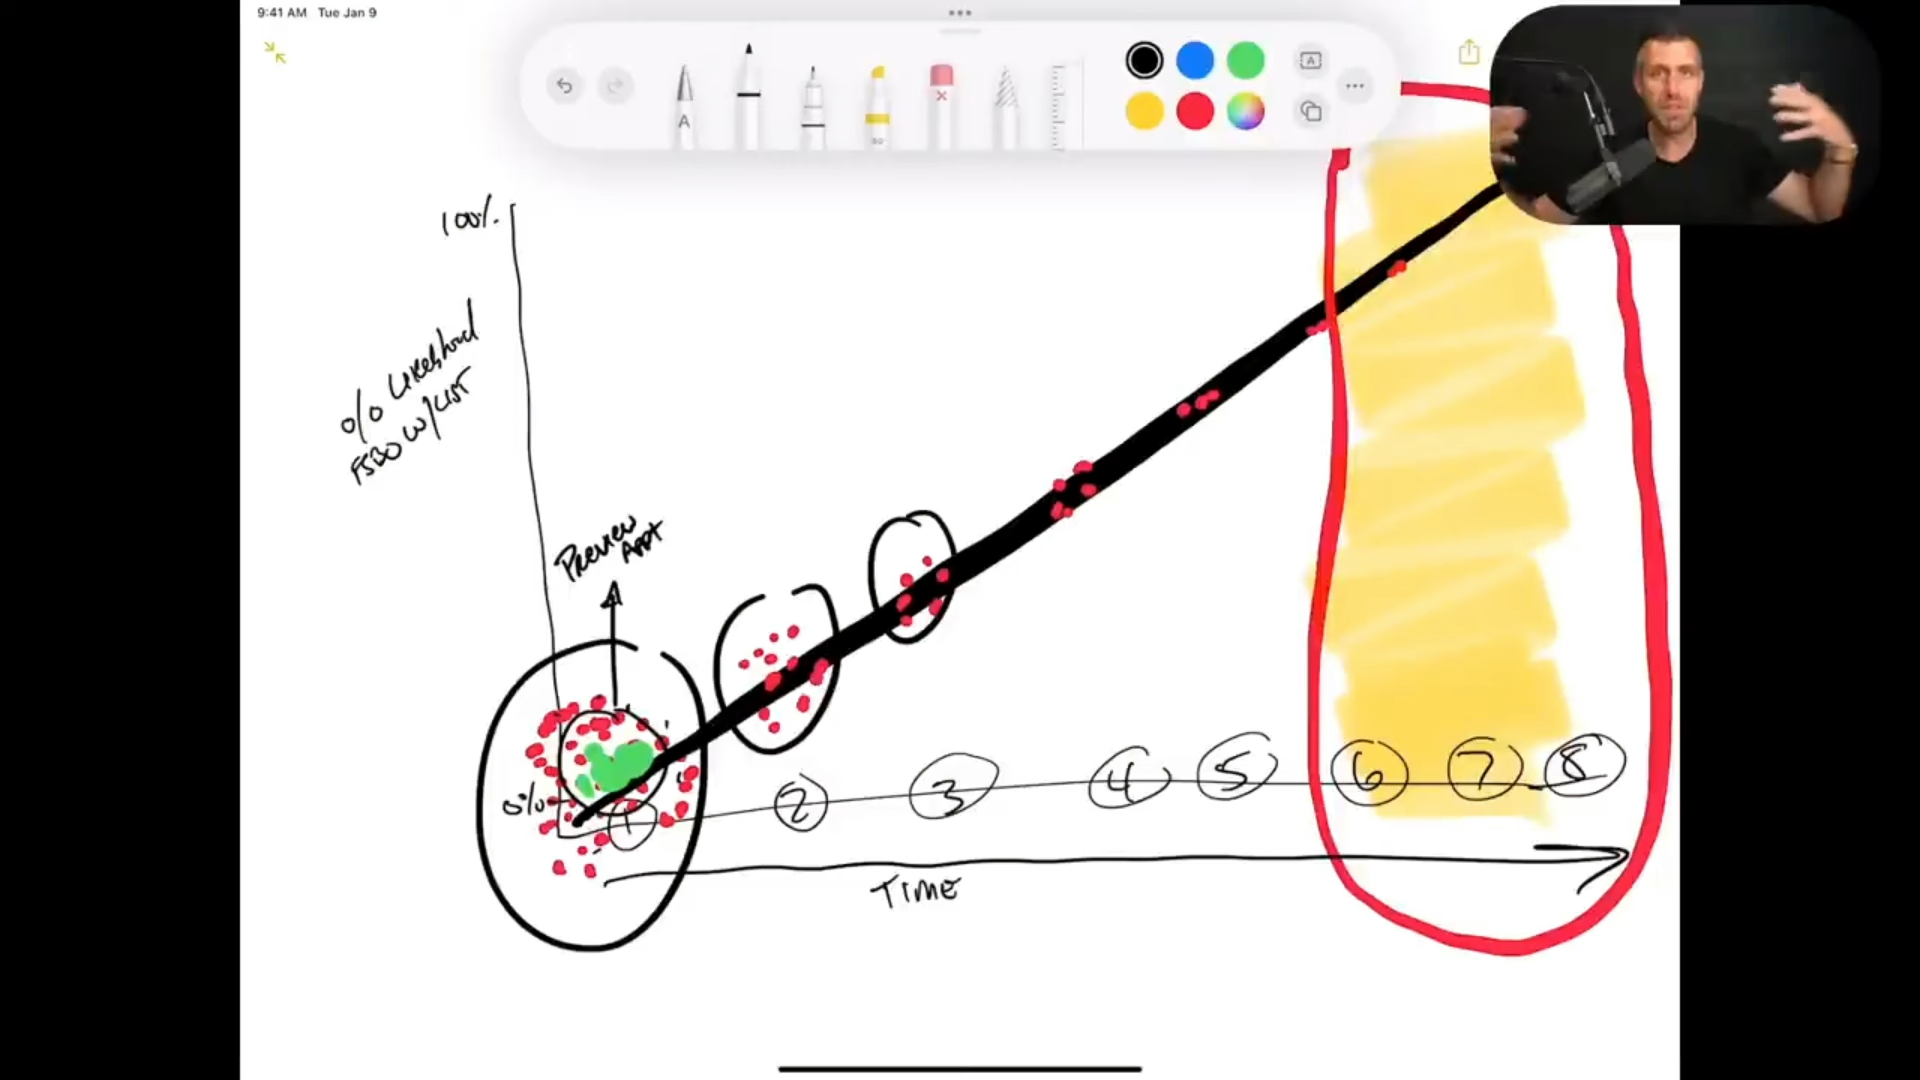 9:41 AM Tue Jan 9
A
A
80
100%
% Likelihood
FSBO W/LIST
Preview
Appt
0%
1
2
3
4
5
6
7
8
TIME